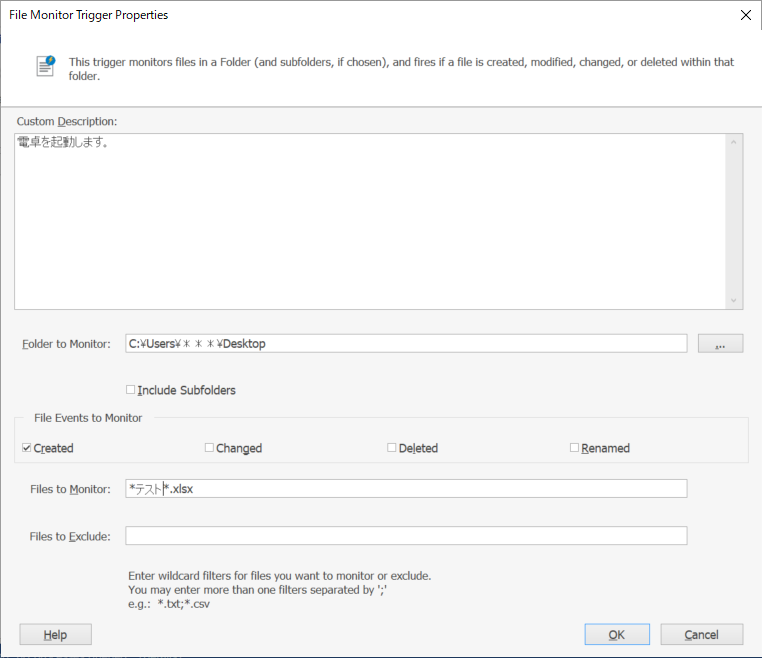 File Monitor Trigger Properties
This trigger monitors files in a Folder (and subfolders, if chosen), and fires if a file is created, modified, changed, or deleted within that
folder.
Custom Description:
電卓を起動します。
Folder to Monitor:
C:¥Users¥＊＊＊¥Desktop
...
Include Subfolders
File Events to Monitor
Created
Changed
Deleted
Renamed
Files to Monitor:
*テスト*.xlsx
Files to Exclude:
Enter wildcard filters for files you want to monitor or exclude.
You may enter more than one filters separated by ';'
e.g.: *.txt;*.csv
Help
OK
Cancel